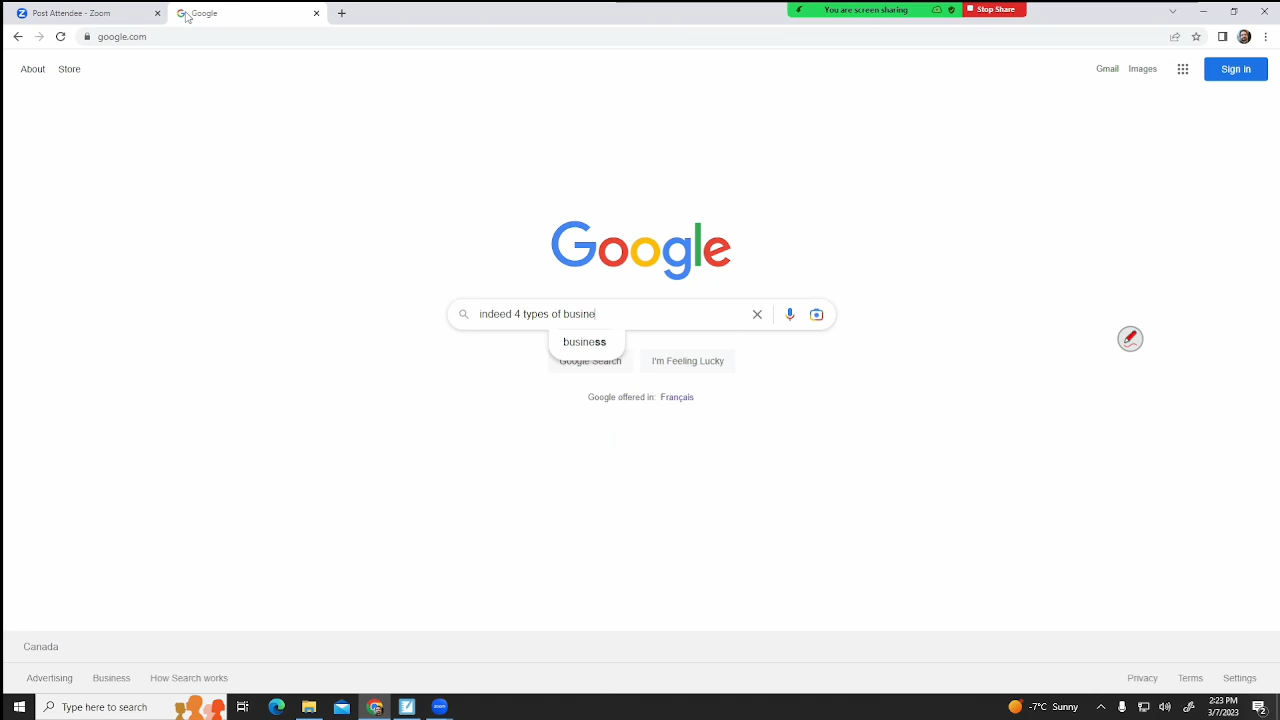 Post Attendee - Zoom
Google
You are screen sharing
Stop Share
google.com
About
Store
Gmail
Images
Sign in
Google
indeed 4 types of busine
business
Google Search
I'm Feeling Lucky
Google offered in: Français
Canada
Advertising
Business
How Search works
Privacy
Terms
Settings
Type here to search
zoom
7°C Sunny
2:23 PM
3/7/2023
2